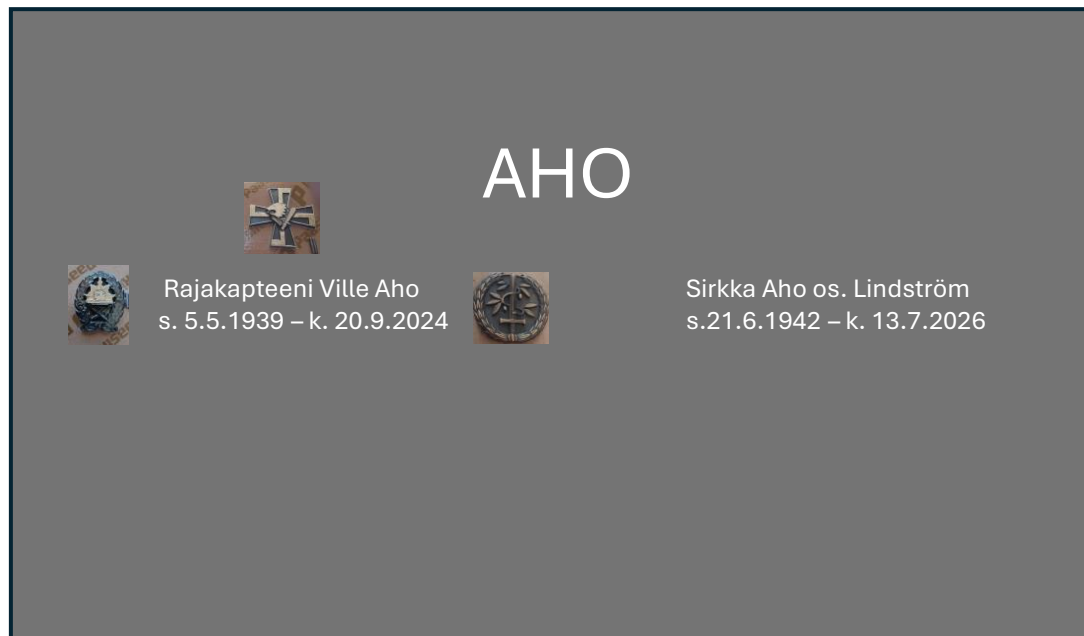 AHO
Rajakapteeni Ville Aho
s. 5.5.1939 – k. 20.9.2024
Sirkka Aho os. Lindström
s.21.6.1942 – k. 13.7.2026